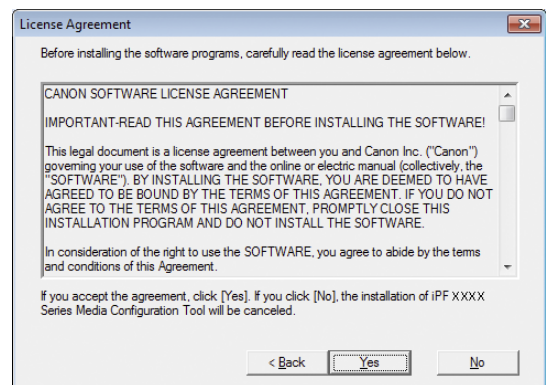 License Agreement
Before installing the software programs, carefully read the license agreement below.
CANON SOFTWARE LICENSE AGREEMENT
IMPORTANT-READ THIS AGREEMENT BEFORE INSTALLING THE SOFTWARE!
This legal document is a license agreement between you and Canon Inc. ("Canon")
governing your use of the software and the online or electric manual (collectively, the
"SOFTWARE"). BY INSTALLING THE SOFTWARE, YOU ARE DEEMED TO HAVE
AGREED TO BE BOUND BY THE TERMS OF THIS AGREEMENT. IF YOU DO NOT
AGREE TO THE TERMS OF THIS AGREEMENT, PROMPTLY CLOSE THIS
INSTALLATION PROGRAM AND DO NOT INSTALL THE SOFTWARE.
In consideration of the right to use the SOFTWARE, you agree to abide by the terms
and conditions of this Agreement.
If you accept the agreement, click [Yes]. If you click [No], the installation of iPF XXXX
Series Media Configuration Tool will be canceled.
< Back Yes No